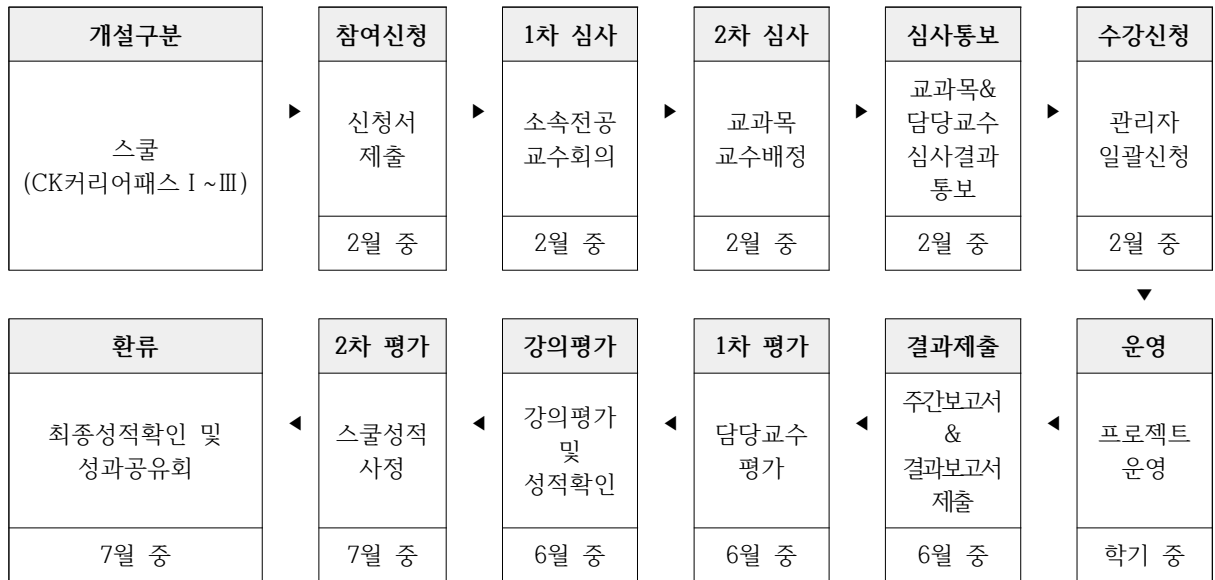 개설구분
스쿨
(CK커리어패스Ⅰ~Ⅲ)
▶
참여신청
신청서
제출
2월 중
▶
1차 심사
소속전공
교수회의
2월 중
▶
2차 심사
교과목
교수배정
2월 중
▶
심사통보
교과목&
담당교수
심사결과
통보
2월 중
▶
수강신청
관리자
일괄신청
2월 중
▼
운영
프로젝트
운영
학기 중
◀
결과제출
주간보고서
&
결과보고서
제출
6월 중
◀
1차 평가
담당교수
평가
6월 중
◀
강의평가
강의평가
및
성적확인
6월 중
◀
2차 평가
스쿨성적
사정
7월 중
◀
환류
최종성적확인 및
성과공유회
7월 중